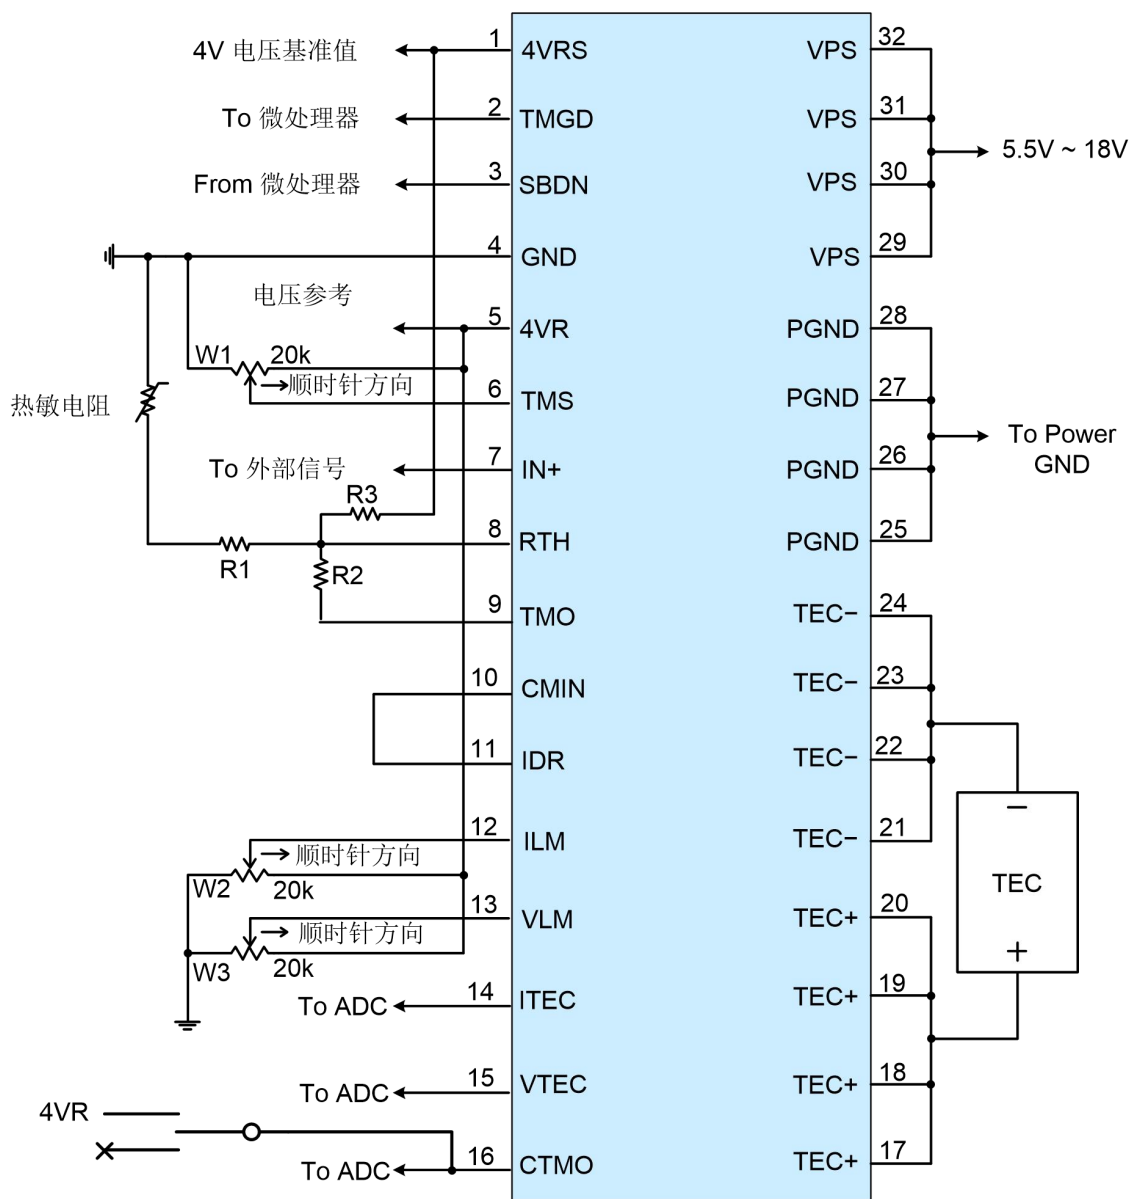 4V 电压基准值 1 4VRS VPS 32
To 微处理器 2 TMGD VPS 31
5.5V ~ 18V
From 微处理器 3 SBDN VPS 30
4 GND VPS 29
电压参考
5 4VR PGND 28
W1 20k
顺时针方向
热敏电阻
6 TMS PGND 27
To Power
GND
To 外部信号 7 IN+ PGND 26
R3
8 RTH PGND 25
R1
R2
9 TMO TEC− 24
10 CMIN TEC− 23
11 IDR TEC− 22
12 ILM TEC− 21
顺时针方向
W2 20k
−
TEC
+
13 VLM TEC+ 20
顺时针方向
W3 20k
To ADC 14 ITEC TEC+ 19
To ADC 15 VTEC TEC+ 18
4VR
To ADC 16 CTMO TEC+ 17